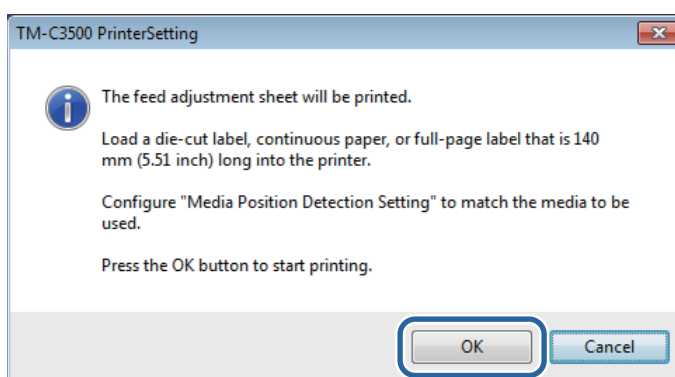 TM-C3500 PrinterSetting
The feed adjustment sheet will be printed.
Load a die-cut label, continuous paper, or full-page label that is 140
mm (5.51 inch) long into the printer.
Configure "Media Position Detection Setting" to match the media to be
used.
Press the OK button to start printing.
OK
Cancel